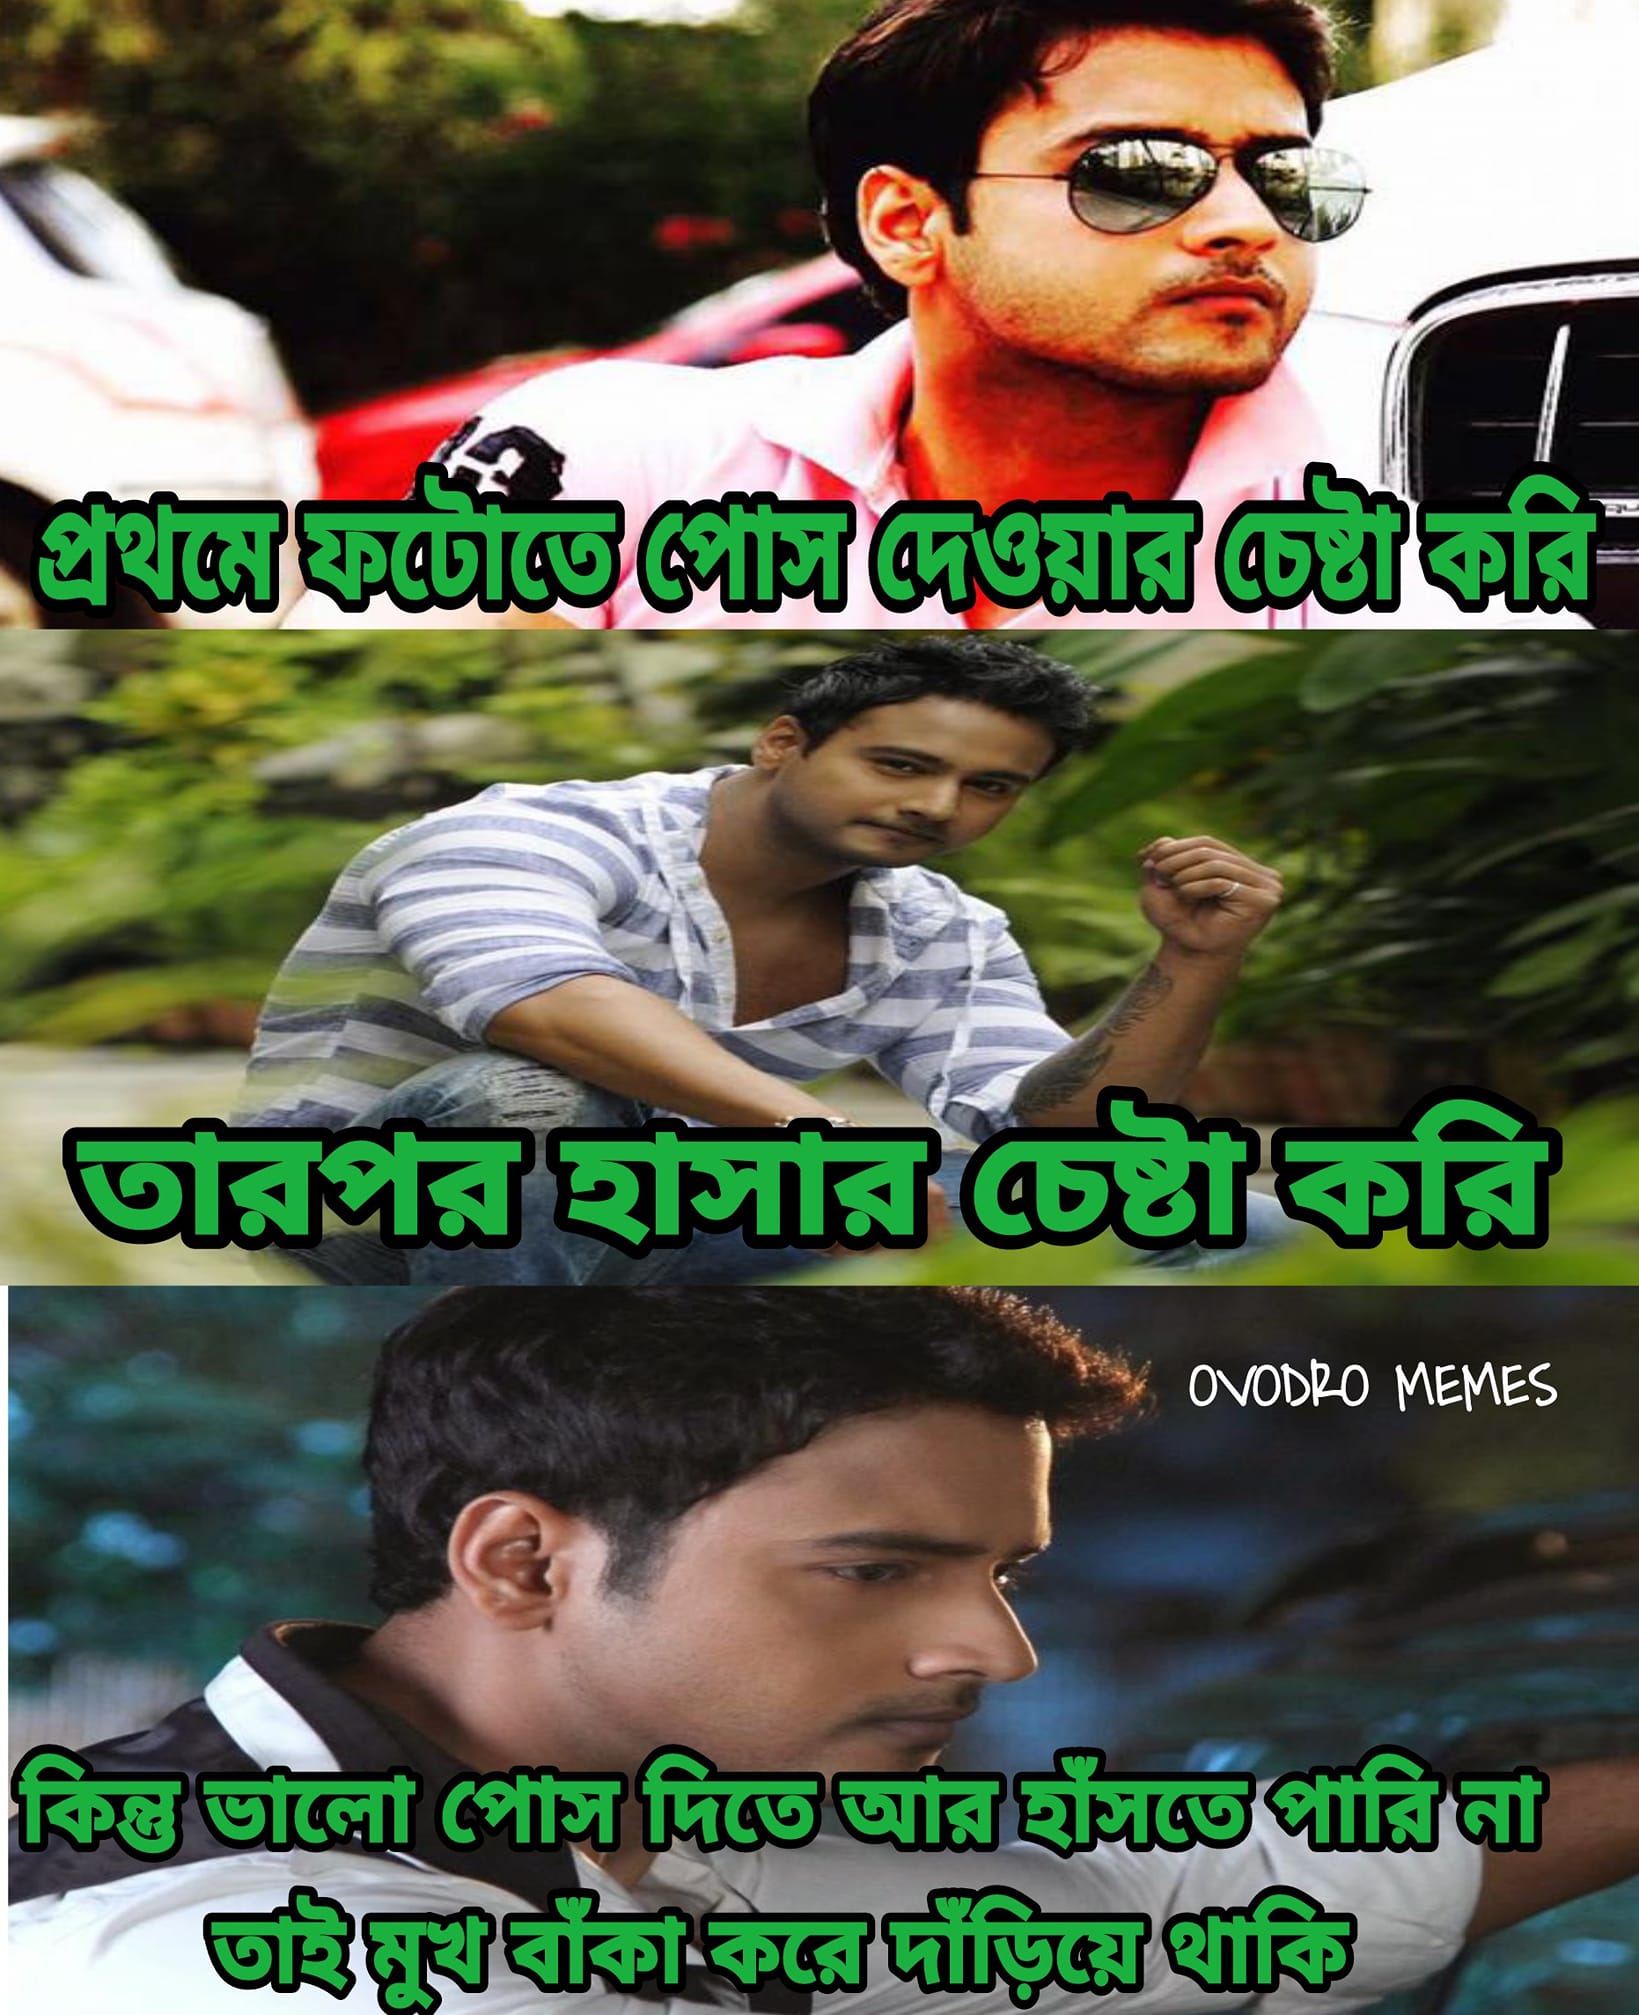 প্রথমে ফটোতে পোস দেওয়ার চেষ্টা করি
তারপর হাসার চেষ্টা করি
OVODRO MEMES
কিন্তু ভালো পোস দিতে আর হাঁসতে পারি না
তাই মুখ বাঁকা করে দাঁড়িয়ে থাকি